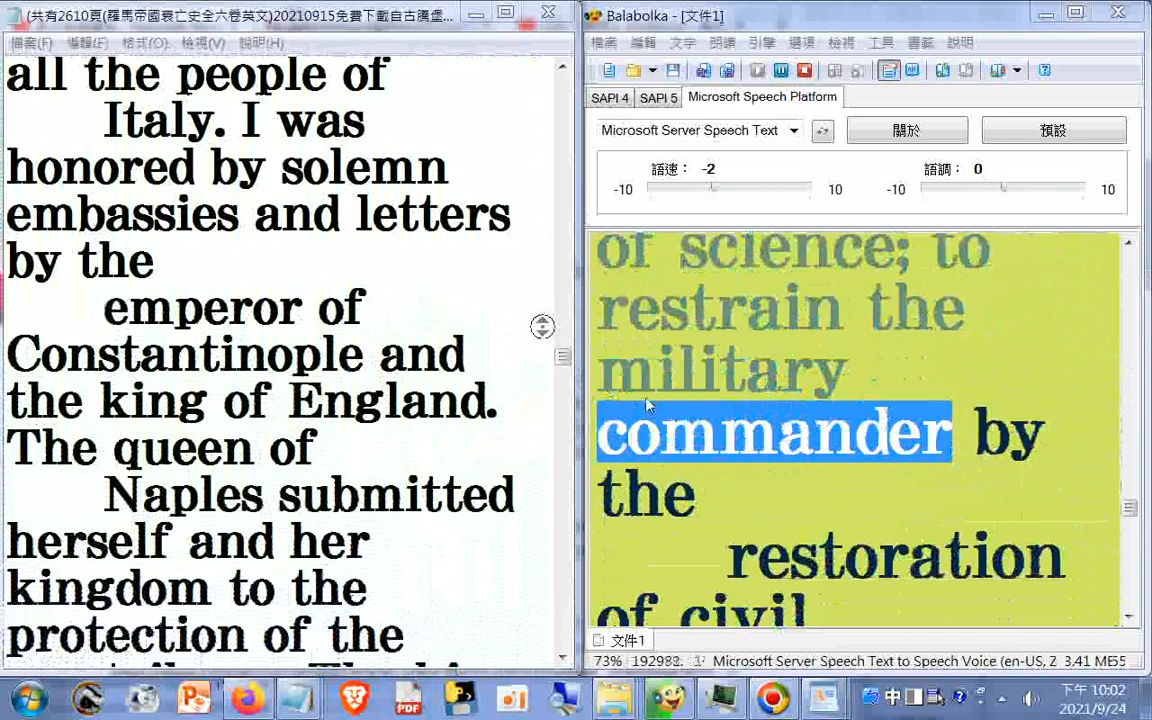 (共有2610頁(羅馬帝國衰亡史全六卷英文)20210915免費下載自古騰堡...
檔案(F) 編輯(E) 格式(O) 檢視(V) 說明(H)
all the people of
Italy. I was
honored by solemn
embassies and letters
by the
emperor of
Constantinople and
the king of England.
The queen of
Naples submitted
herself and her
kingdom to the
protection of the
Balabolka - [文件1]
檔案 編輯 文字 朗讀 引擎 選項 檢視 工具 書籤 說明
SAPI 4 SAPI 5 Microsoft Speech Platform
Microsoft Server Speech Text 關於 預設
語速： -2 語調： 0
-10 10 -10 10
of science; to
restrain the
military
commander by
the
restoration
of civil
文件1
73% 192982. Microsoft Server Speech Text to Speech Voice (en-US, Z 3.41 ME55
中 下午 10:02
2021/9/24